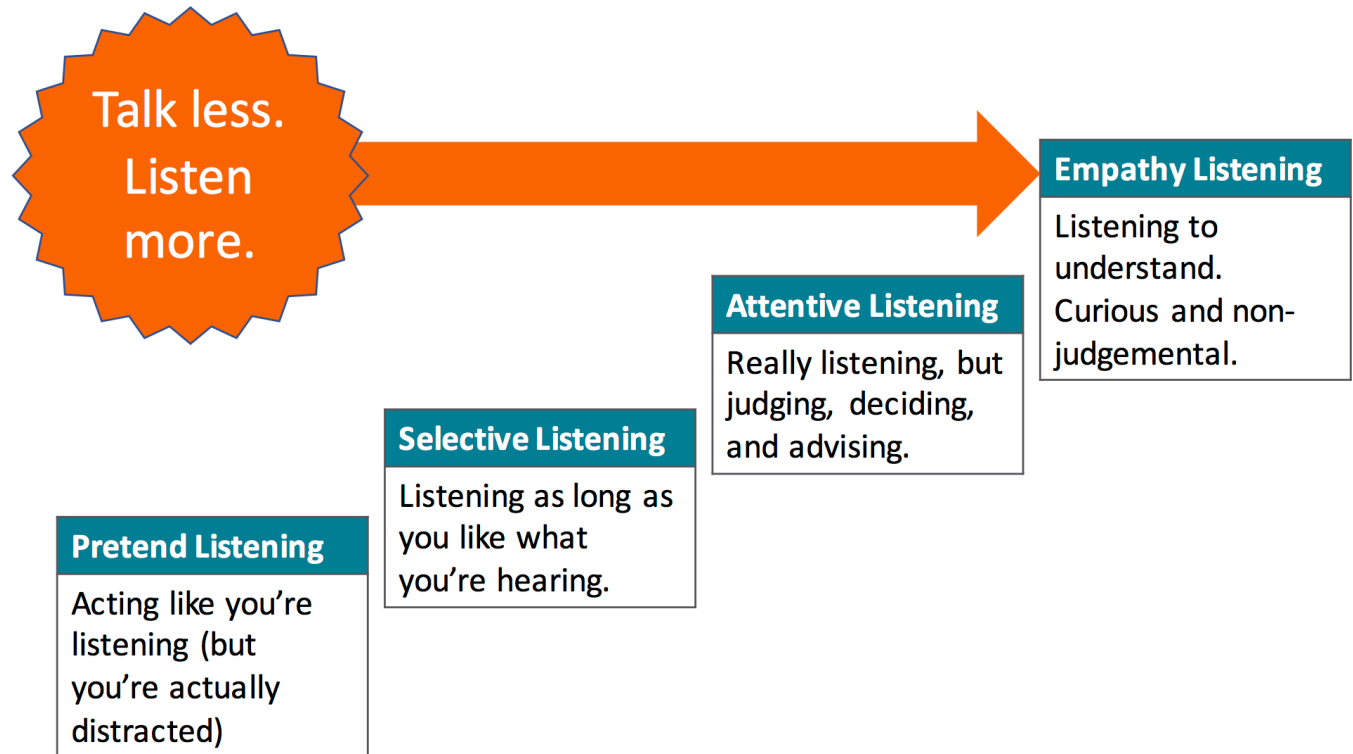 Talk less.
Listen
more.
Empathy Listening
Listening to
understand.
Curious and non-
judgemental.
Attentive Listening
Really listening, but
judging, deciding,
and advising.
Selective Listening
Listening as long as
you like what
you’re hearing.
Pretend Listening
Acting like you’re
listening (but
you’re actually
distracted)